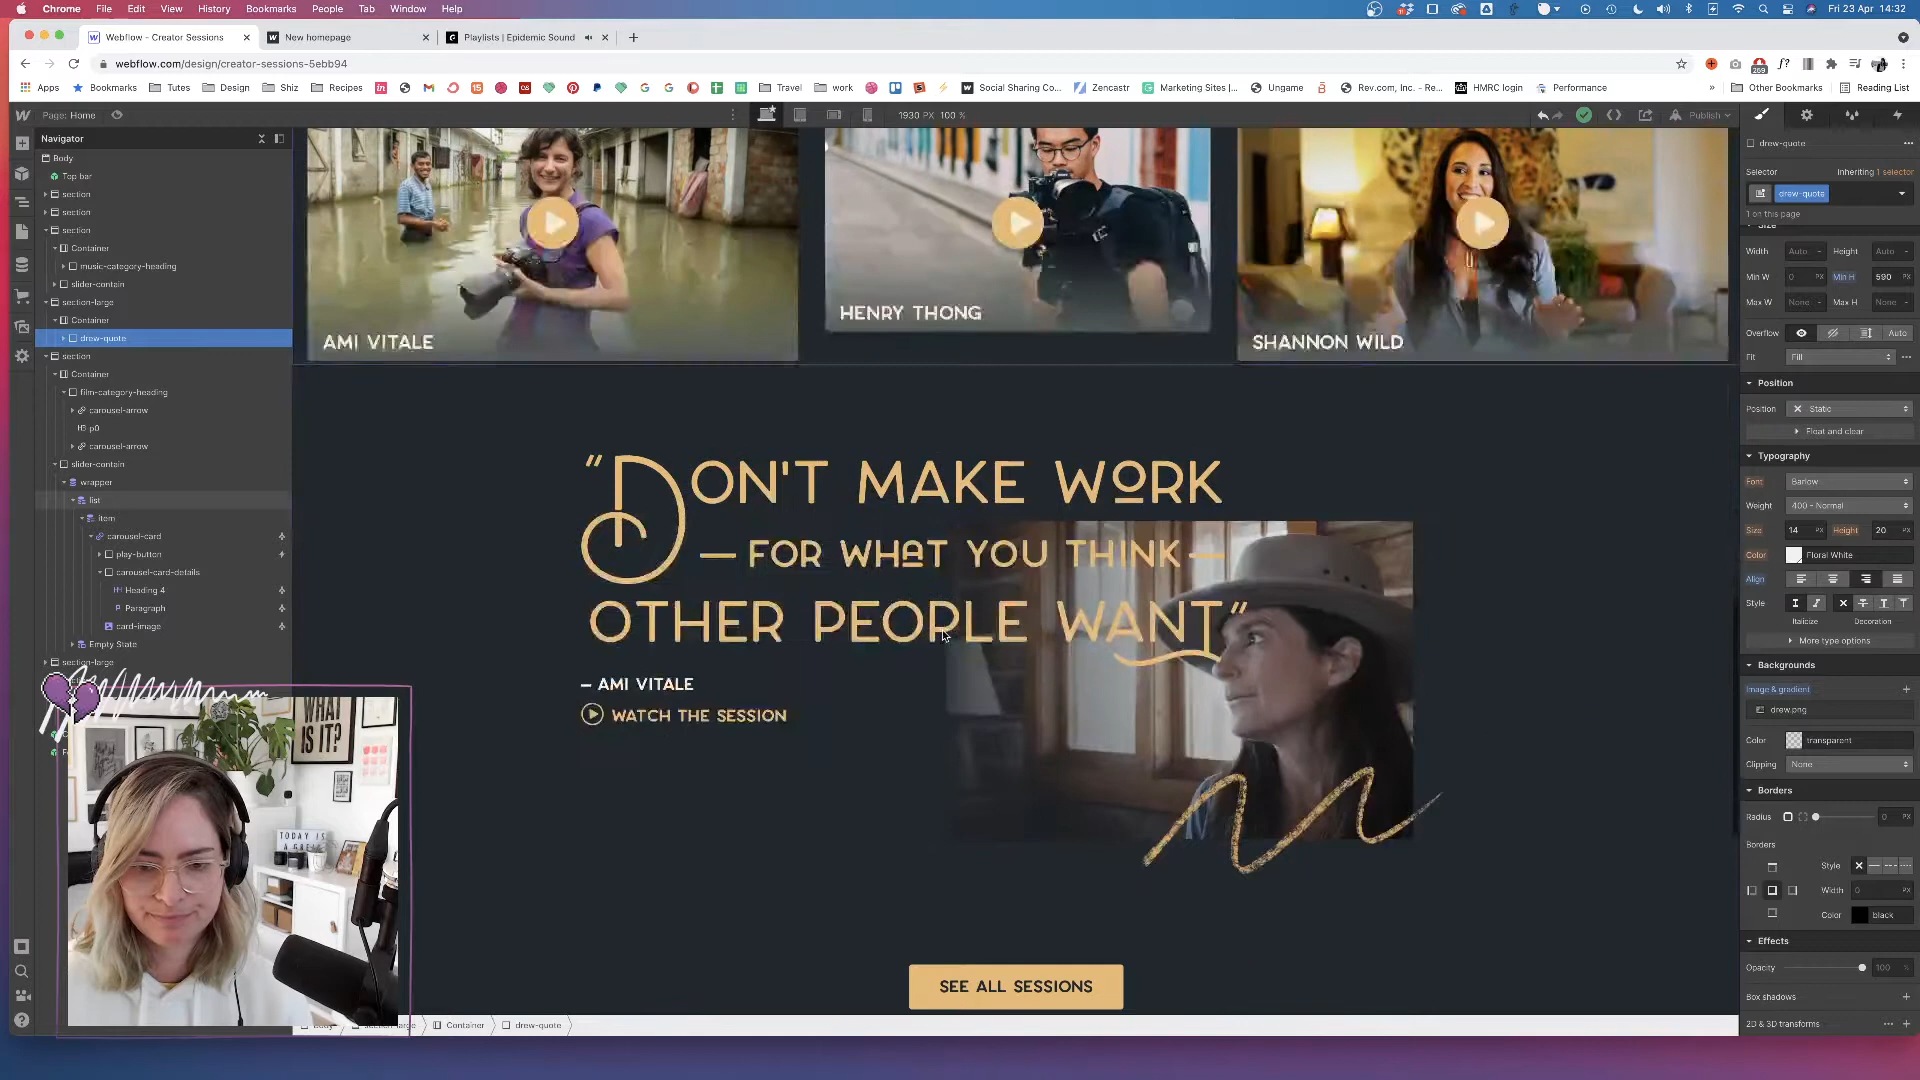 Chrome File Edit View History Bookmarks People Tab Window Help
Fri 23 Apr 14:32
Webflow - Creator Sessions
New homepage
Playlists | Epidemic Sound
webflow.com/design/creator-sessions-5ebb94
Apps Bookmarks Tutes Design Shiz Recipes Travel work Social Sharing Co... Zencastr Marketing Sites |... Ungame Rev.com, Inc. - Re... HMRC login Performance » Other Bookmarks Reading List
Page: Home
1930 PX 100 %
Publish
Navigator
Body
Top bar
section
section
section
Container
music-category-heading
slider-contain
section-large
Container
drew-quote
section
Container
film-category-heading
carousel-arrow
H3 p0
carousel-arrow
slider-contain
wrapper
list
item
carousel-card
play-button
carousel-card-details
Heading 4
Paragraph
card-image
Empty State
section-large
AMI VITALE
HENRY THONG
SHANNON WILD
“DON'T MAKE WORK
— FOR WHAT YOU THINK —
OTHER PEOPLE WANT”
– AMI VITALE
WATCH THE SESSION
SEE ALL SESSIONS
WHAT
IS IT?
TODAY IS
A GREA
Container
drew-quote
drew-quote
Selector
Inheriting 1 selector
drew-quote
1 on this page
Size
Width Auto - Height Auto -
Min W 0 PX Min H 590 PX
Max W None - Max H None -
Overflow Auto
Fit Fill
Position
Position Static
Float and clear
Typography
Font Barlow
Weight 400 - Normal
Size 14 PX Height 20 PX
Color Floral White
Align
Style
Italicize Decoration
More type options
Backgrounds
Image & gradient
drew.png
Color transparent
Clipping None
Borders
Radius 0 PX
Borders
Style
Width 0 PX
Color black
Effects
Opacity 100 %
Box shadows
2D & 3D transforms